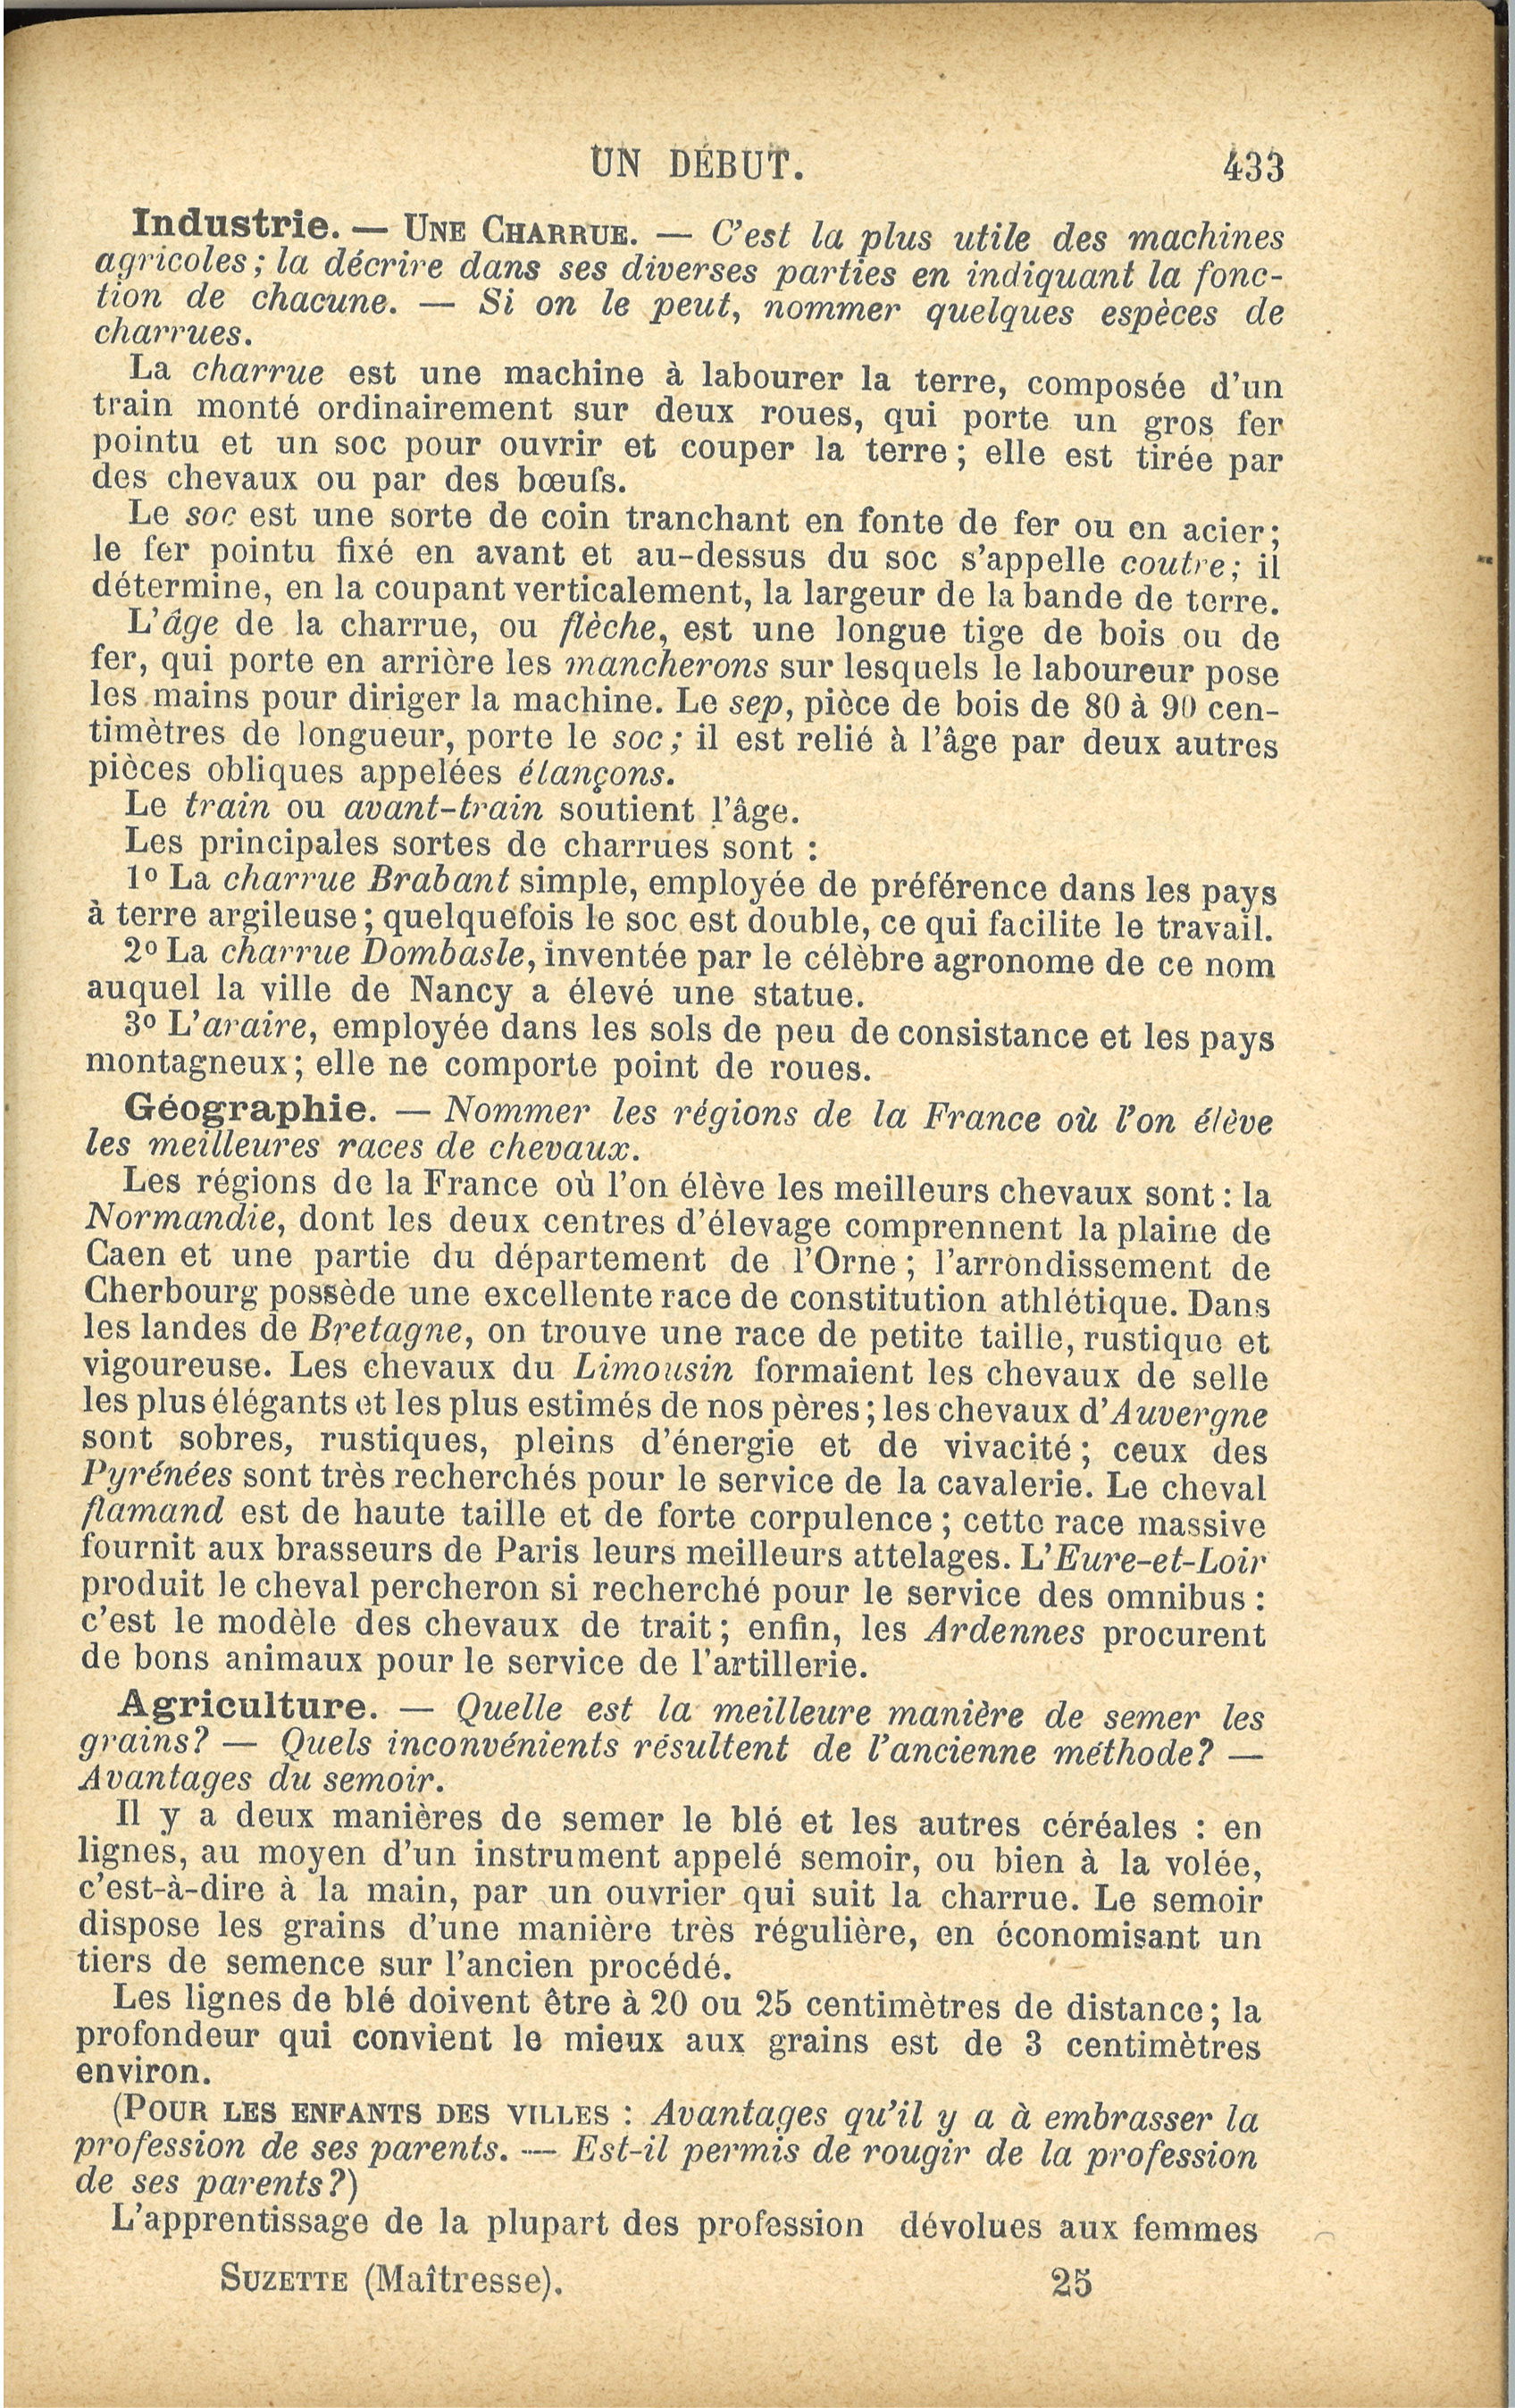 UN DÉBUT. 433
Industrie. — UNE CHARRUE. — C'est la plus utile des machines
agricoles; la décrire dans ses diverses parties en indiquant la fonc-
tion de chacune. — Si on le peut, nommer quelques espèces de
charrues.
La charrue est une machine à labourer la terre, composée d'un
train monté ordinairement sur deux roues, qui porte un gros fer
pointu et un soc pour ouvrir et couper la terre; elle est tirée par
des chevaux ou par des bœufs.
Le soc est une sorte de coin tranchant en fonte de fer ou en acier;
le fer pointu fixé en avant et au-dessus du soc s'appelle coutre; il
détermine, en la coupant verticalement, la largeur de la bande de terre.
L'âge de la charrue, ou flèche, est une longue tige de bois ou de
fer, qui porte en arrière les mancherons sur lesquels le laboureur pose
les mains pour diriger la machine. Le sep, pièce de bois de 80 à 90 cen-
timètres de longueur, porte le soc; il est relié à l'âge par deux autres
pièces obliques appelées élançons.
Le train ou avant-train soutient l'âge.
Les principales sortes de charrues sont :
1º La charrue Brabant simple, employée de préférence dans les pays
à terre argileuse; quelquefois le soc est double, ce qui facilite le travail.
2º La charrue Dombasle, inventée par le célèbre agronome de ce nom
auquel la ville de Nancy a élevé une statue.
3º L'araire, employée dans les sols de peu de consistance et les pays
montagneux; elle ne comporte point de roues.
Géographie. — Nommer les régions de la France où l'on élève
les meilleures races de chevaux.
Les régions de la France où l'on élève les meilleurs chevaux sont : la
Normandie, dont les deux centres d'élevage comprennent la plaine de
Caen et une partie du département de l'Orne; l'arrondissement de
Cherbourg possède une excellente race de constitution athlétique. Dans
les landes de Bretagne, on trouve une race de petite taille, rustique et
vigoureuse. Les chevaux du Limousin formaient les chevaux de selle
les plus élégants et les plus estimés de nos pères; les chevaux d'Auvergne
sont sobres, rustiques, pleins d'énergie et de vivacité; ceux des
Pyrénées sont très recherchés pour le service de la cavalerie. Le cheval
flamand est de haute taille et de forte corpulence; cette race massive
fournit aux brasseurs de Paris leurs meilleurs attelages. L'Eure-et-Loir
produit le cheval percheron si recherché pour le service des omnibus :
c'est le modèle des chevaux de trait; enfin, les Ardennes procurent
de bons animaux pour le service de l'artillerie.
Agriculture. — Quelle est la meilleure manière de semer les
grains? — Quels inconvénients résultent de l'ancienne méthode? —
Avantages du semoir.
Il y a deux manières de semer le blé et les autres céréales : en
lignes, au moyen d'un instrument appelé semoir, ou bien à la volée,
c'est-à-dire à la main, par un ouvrier qui suit la charrue. Le semoir
dispose les grains d'une manière très régulière, en économisant un
tiers de semence sur l'ancien procédé.
Les lignes de blé doivent être à 20 ou 25 centimètres de distance; la
profondeur qui convient le mieux aux grains est de 3 centimètres
environ.
(POUR LES ENFANTS DES VILLES : Avantages qu'il y a à embrasser la
profession de ses parents. — Est-il permis de rougir de la profession
de ses parents?)
L'apprentissage de la plupart des profession dévolues aux femmes
SUZETTE (Maîtresse). 25